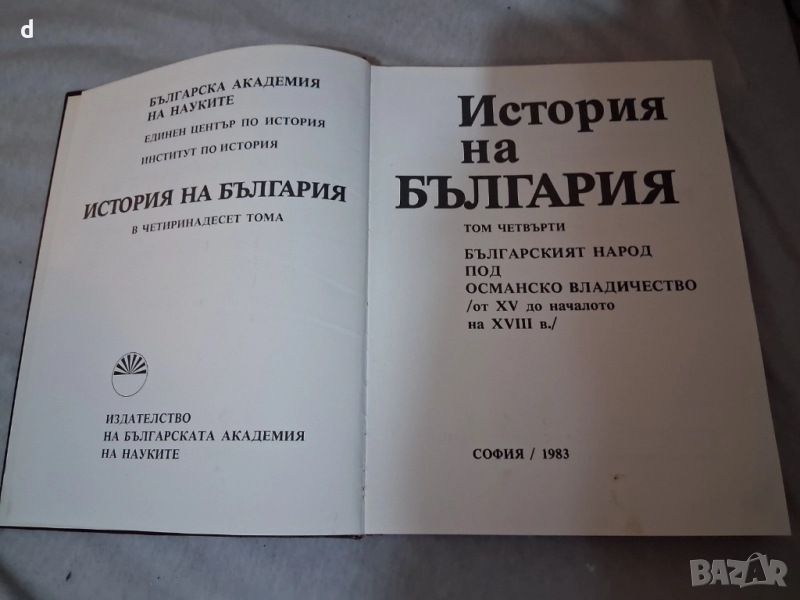 d
БЪЛГАРСКА АКАДЕМИЯ
НА НАУКИТЕ
ЕДИНЕН ЦЕНТЪР ПО ИСТОРИЯ
ИНСТИТУТ ПО ИСТОРИЯ
ИСТОРИЯ НА БЪЛГАРИЯ
В ЧЕТИРИНАДЕСЕТ ТОМА
ИЗДАТЕЛСТВО
НА БЪЛГАРСКАТА АКАДЕМИЯ
НА НАУКИТЕ
История
на
БЪЛГАРИЯ
ТОМ ЧЕТВЪРТИ
БЪЛГАРСКИЯТ НАРОД
ПОД
ОСМАНСКО ВЛАДИЧЕСТВО
/от XV до началото
на XVIII в./
СОФИЯ / 1983
BAZAR